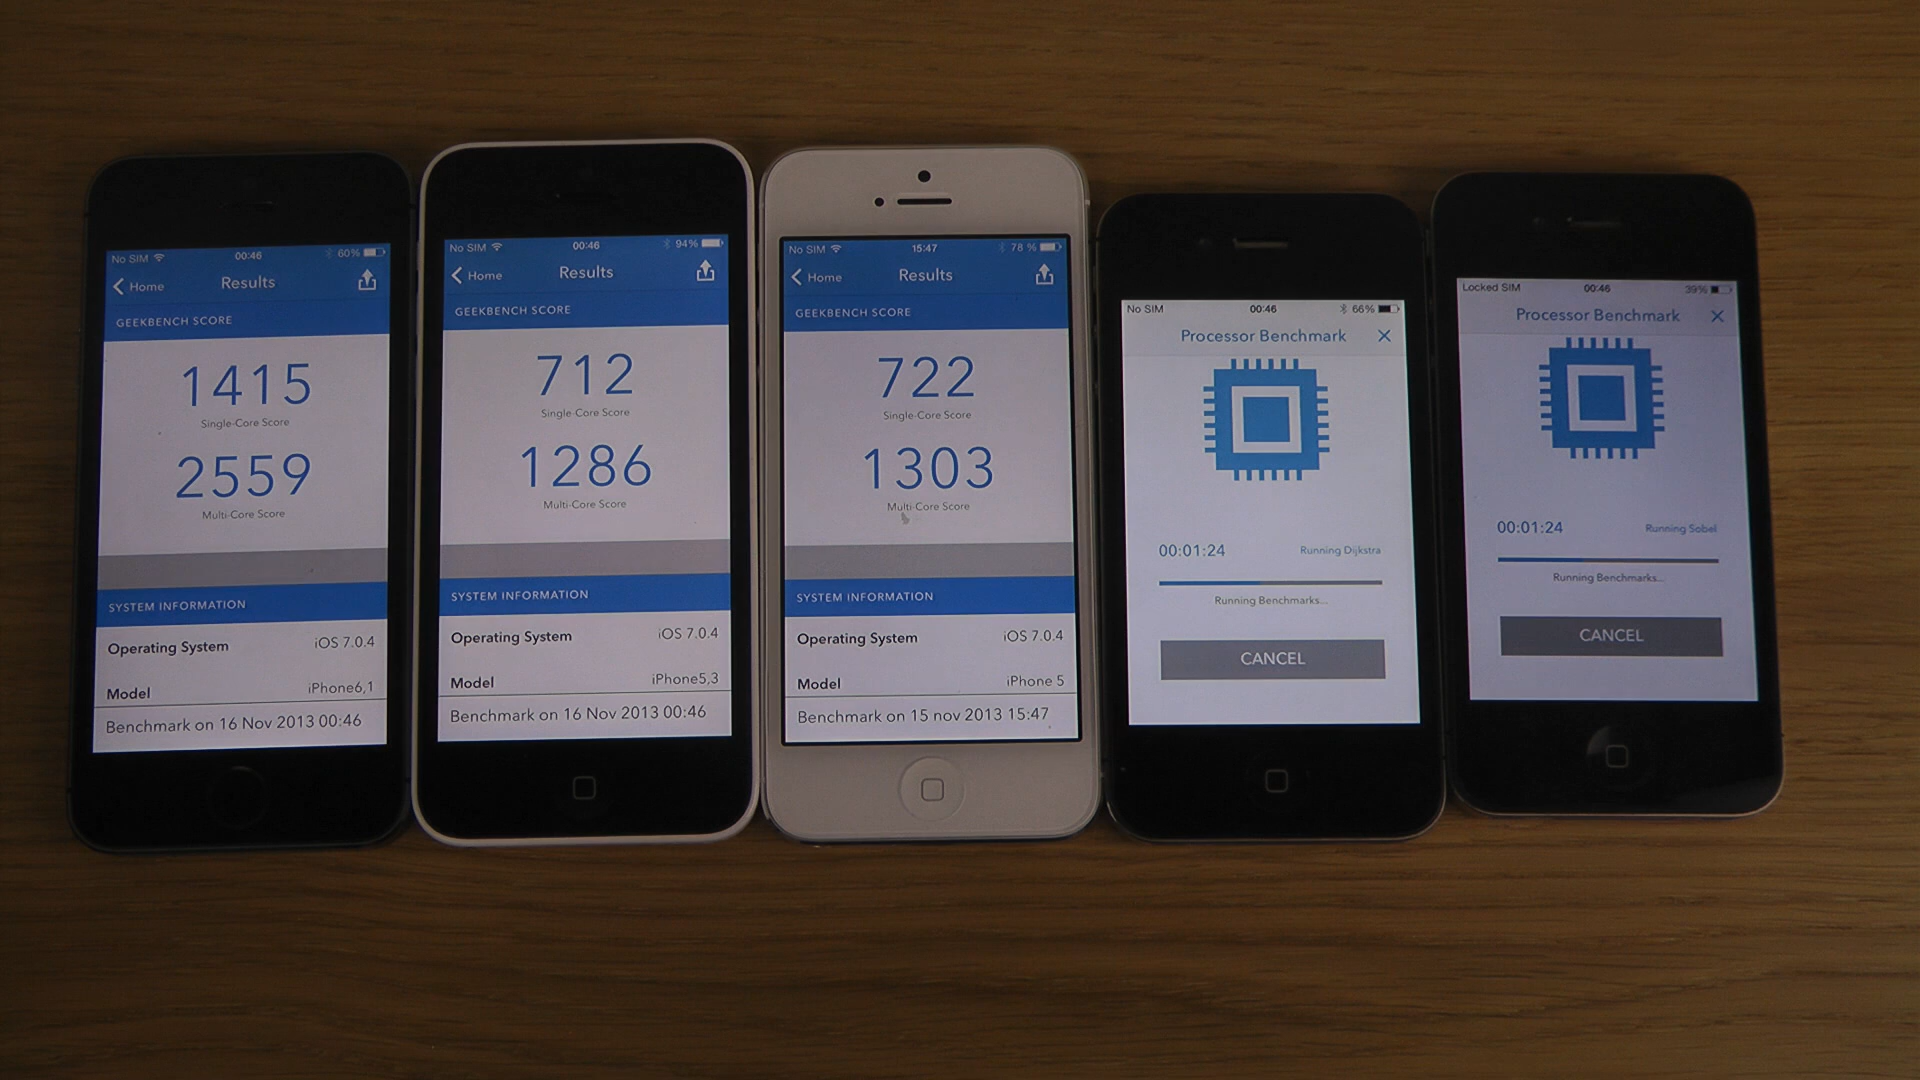 No SIM 00:46 60%
Home Results
GEEKBENCH SCORE
1415
Single-Core Score
2559
Multi-Core Score
SYSTEM INFORMATION
Operating System iOS 7.0.4
Model iPhone6,1
Benchmark on 16 Nov 2013 00:46
No SIM 00:46 94%
Home Results
GEEKBENCH SCORE
712
Single-Core Score
1286
Multi-Core Score
SYSTEM INFORMATION
Operating System iOS 7.0.4
Model iPhone5,3
Benchmark on 16 Nov 2013 00:46
No SIM 15:47 78 %
Home Results
GEEKBENCH SCORE
722
Single-Core Score
1303
Multi-Core Score
SYSTEM INFORMATION
Operating System iOS 7.0.4
Model iPhone 5
Benchmark on 15 nov 2013 15:47
No SIM 00:46 66%
Processor Benchmark
00:01:24 Running Dijkstra
Running Benchmarks...
CANCEL
Locked SIM 00:46 39%
Processor Benchmark
00:01:24 Running Sobel
Running Benchmarks...
CANCEL